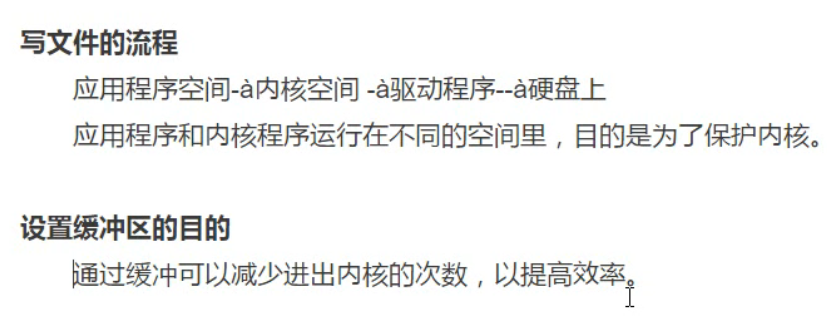 写文件的流程
应用程序空间-à内核空间 -à驱动程序--à硬盘上
应用程序和内核程序运行在不同的空间里，目的是为了保护内核。
设置缓冲区的目的
通过缓冲可以减少进出内核的次数，以提高效率。